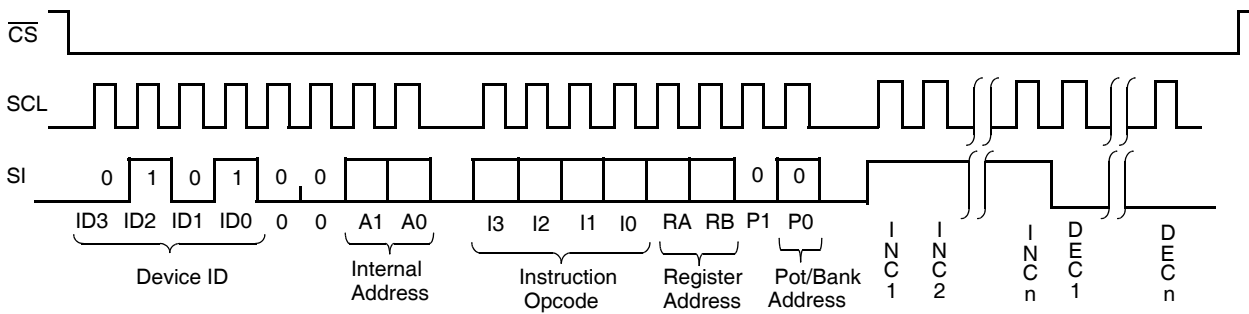 CS
SCL
SI
0 1 0 1 0 0 0 0
ID3 ID2 ID1 ID0 0 0 A1 A0 I3 I2 I1 I0 RA RB P1 P0
Device ID
Internal
Address
Instruction
Opcode
Register
Address
Pot/Bank
Address
INC1
INC2
INCn
DEC1
DECn